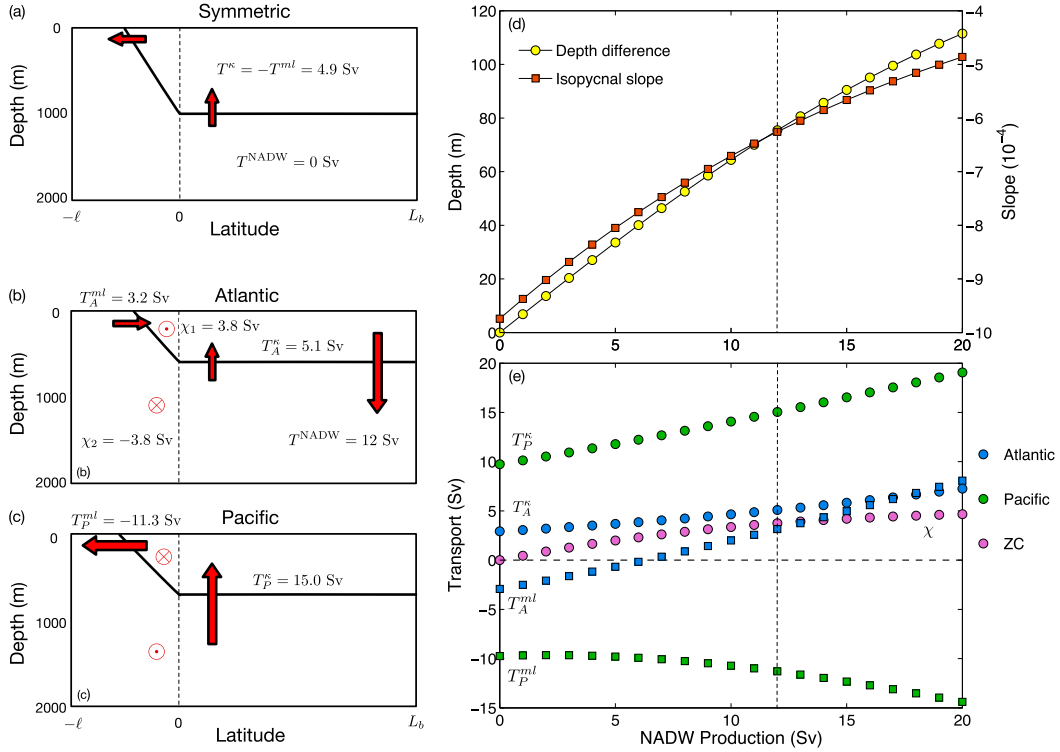 (a)
Symmetric
0
1000
2000
Depth (m)
T^κ = −T^{ml} = 4.9 Sv
T^{NADW} = 0 Sv
−ℓ
0
L_b
Latitude
(b)
Atlantic
0
1000
2000
Depth (m)
T_A^{ml} = 3.2 Sv
χ_1 = 3.8 Sv
T_A^κ = 5.1 Sv
χ_2 = −3.8 Sv
T^{NADW} = 12 Sv
(b)
(c)
Pacific
0
1000
2000
Depth (m)
T_P^{ml} = −11.3 Sv
T_P^κ = 15.0 Sv
(c)
−ℓ
0
L_b
Latitude
(d)
120
100
80
60
40
20
0
Depth (m)
Depth difference
Isopycnal slope
−4
−5
−6
−7
−8
−9
−10
Slope (10^{−4})
0
5
10
15
20
(e)
20
15
10
5
0
−5
−10
−15
Transport (Sv)
T_P^κ
T_A^κ
χ
T_A^{ml}
T_P^{ml}
0
5
10
15
20
NADW Production (Sv)
Atlantic
Pacific
ZC